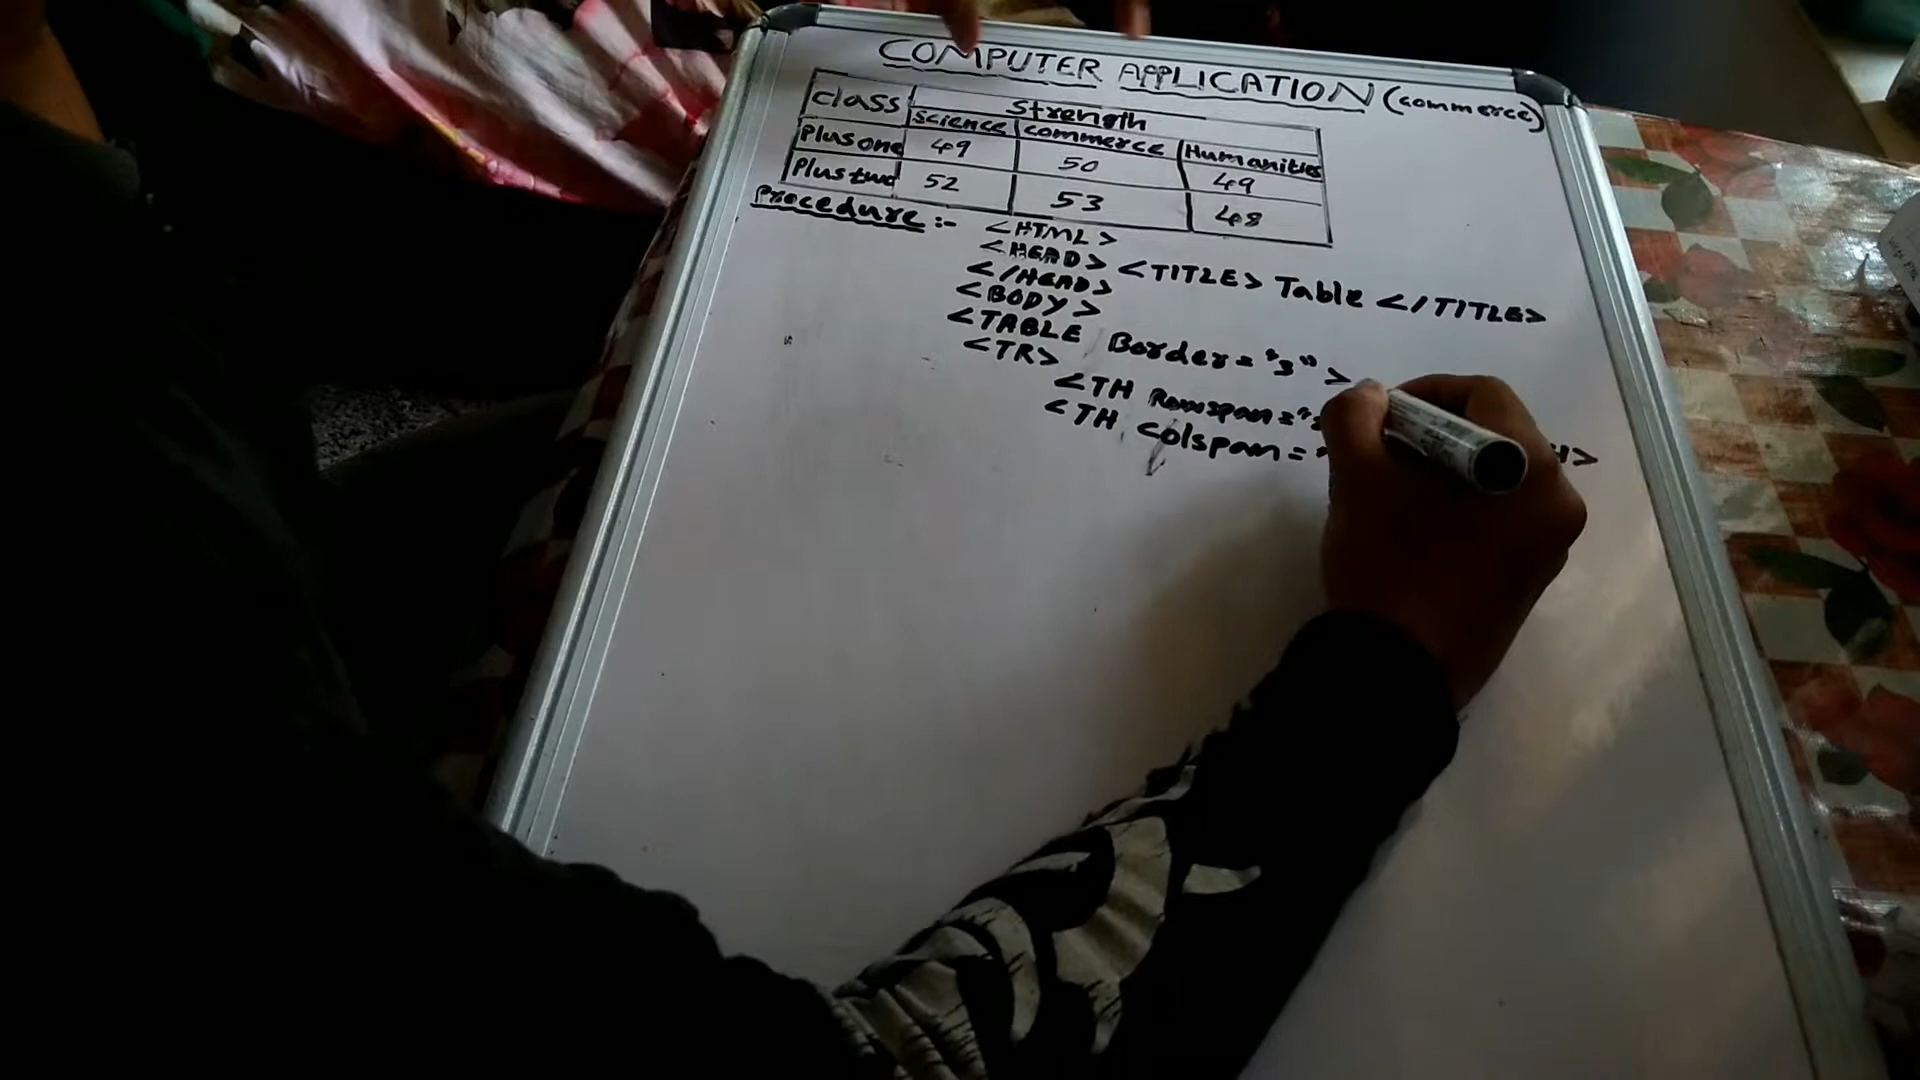 COMPUTER APPLICATION (commerce)
class Strength
science commerce Humanities
Plus one 49 50 49
Plus two 52 53 48
Procedure :- <HTML>
<HEAD> <TITLE> Table </TITLE>
</HEAD>
<BODY>
<TABLE Border="3">
<TR>
<TH Rowspan="
<TH colspan="